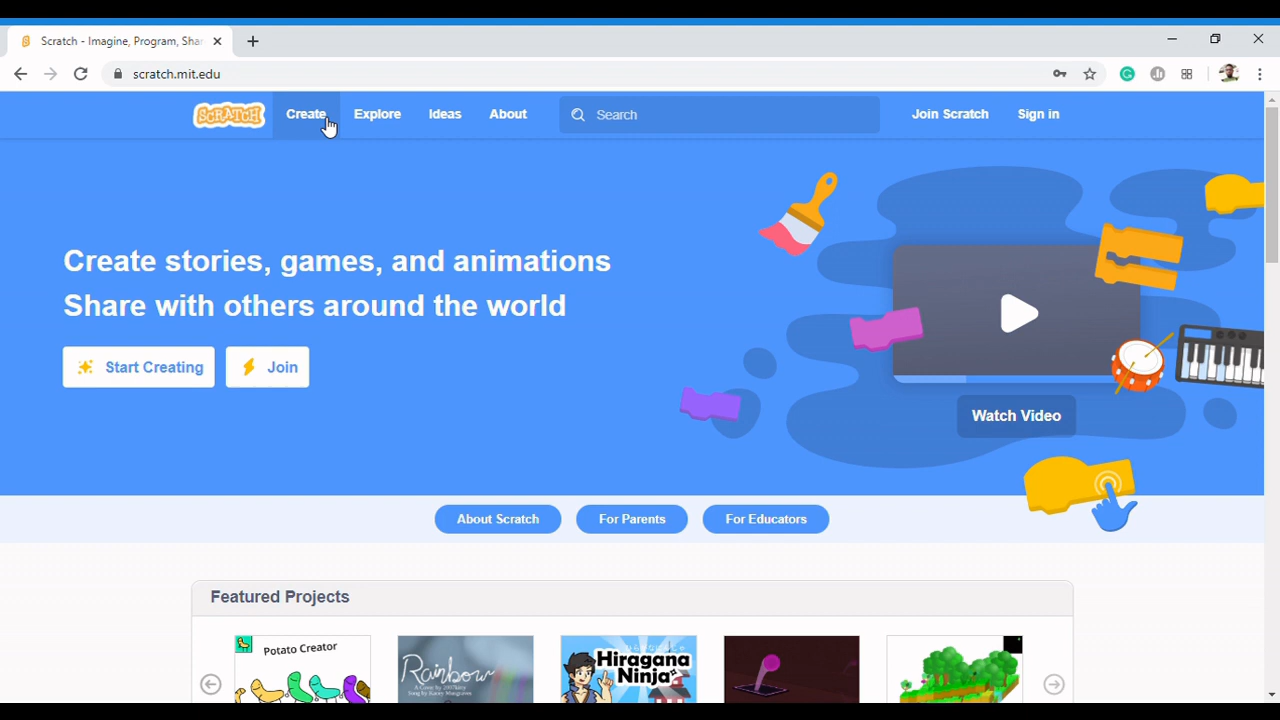 Scratch - Imagine, Program, Shar
scratch.mit.edu
SCRATCH
Create
Explore
Ideas
About
Search
Join Scratch
Sign in
Create stories, games, and animations
Share with others around the world
Start Creating
Join
Watch Video
About Scratch
For Parents
For Educators
Featured Projects
Potato Creator
Rainbow
Hiragana
Ninja